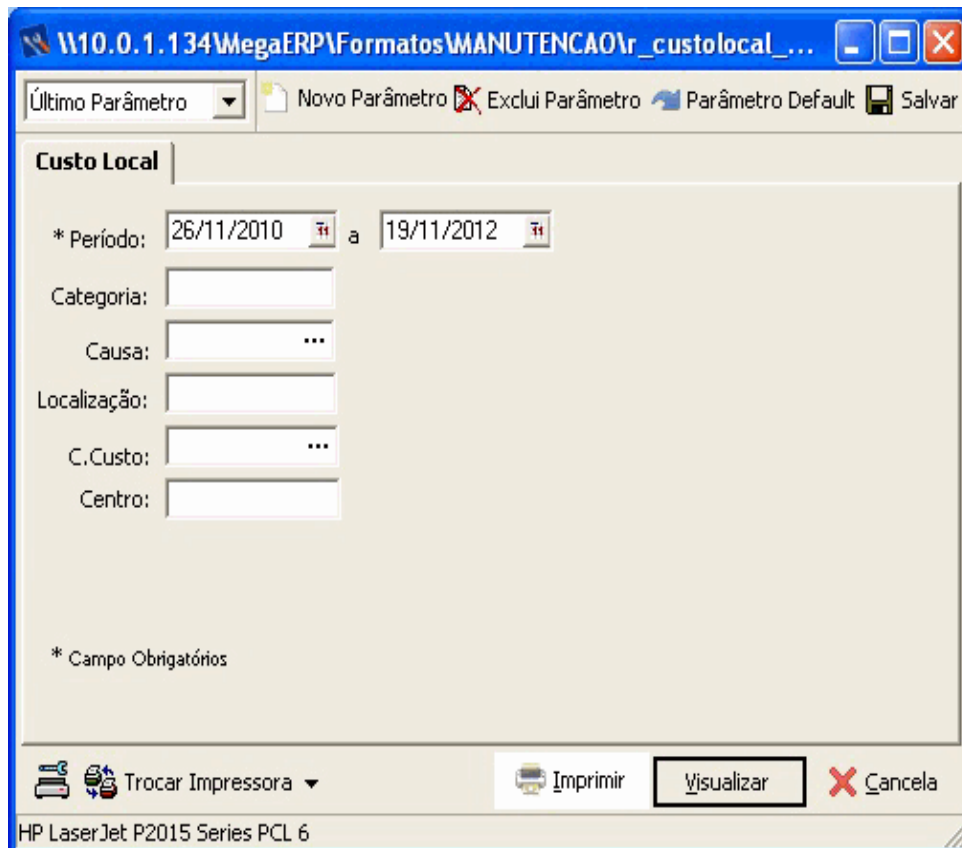 \\10.0.1.134\MegaERP\Formatos\MANUTENCAO\r_custolocal_...
Último Parâmetro Novo Parâmetro Exclui Parâmetro Parâmetro Default Salvar
Custo Local
* Período: 26/11/2010 a 19/11/2012
Categoria:
Causa: ...
Localização:
C.Custo: ...
Centro:
* Campo Obrigatórios
Trocar Impressora Imprimir Visualizar Cancela
HP LaserJet P2015 Series PCL 6